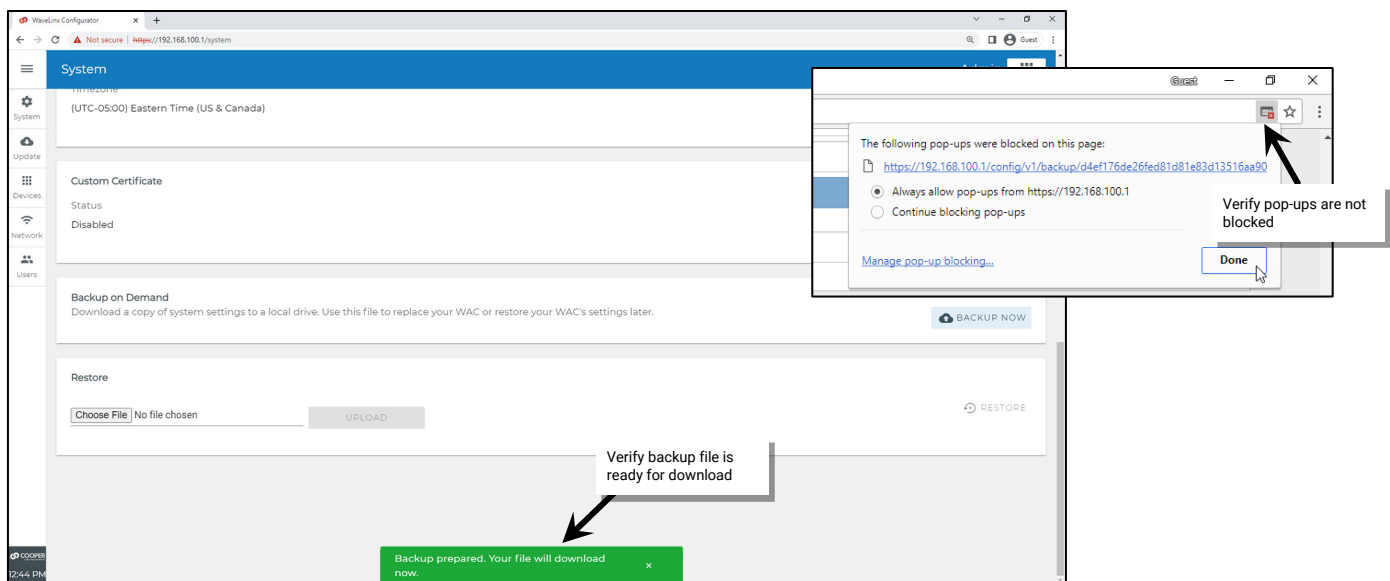 WaveLinx Configurator
Not secure | https://192.168.100.1/system
Guest
System
Timezone
(UTC-05:00) Eastern Time (US & Canada)
System
Update
Devices
Network
Users
Custom Certificate
Status
Disabled
Backup on Demand
Download a copy of system settings to a local drive. Use this file to replace your WAC or restore your WAC's settings later.
BACKUP NOW
Restore
Choose File No file chosen
UPLOAD
RESTORE
Verify backup file is
ready for download
Backup prepared. Your file will download
now.
COOPER
12:44 PM
Guest
The following pop-ups were blocked on this page:
https://192.168.100.1/config/v1/backup/d4ef176de26fed81d81e83d13516aa90
Always allow pop-ups from https://192.168.100.1
Continue blocking pop-ups
Manage pop-up blocking...
Done
Verify pop-ups are not
blocked